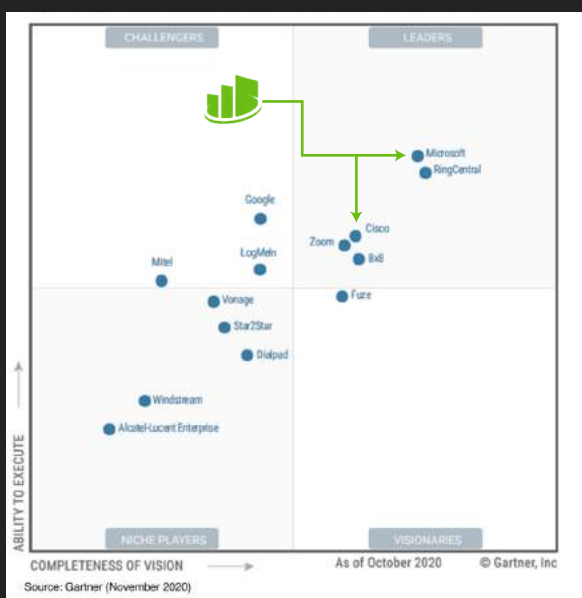 CHALLENGERS
LEADERS
Microsoft
RingCentral
Google
Cisco
Zoom
8x8
LogMeIn
Mitel
Fuze
Vonage
Star2Star
Dialpad
Windstream
Alcatel-Lucent Enterprise
ABILITY TO EXECUTE
NICHE PLAYERS
VISIONARIES
COMPLETENESS OF VISION
As of October 2020
© Gartner, Inc
Source: Gartner (November 2020)